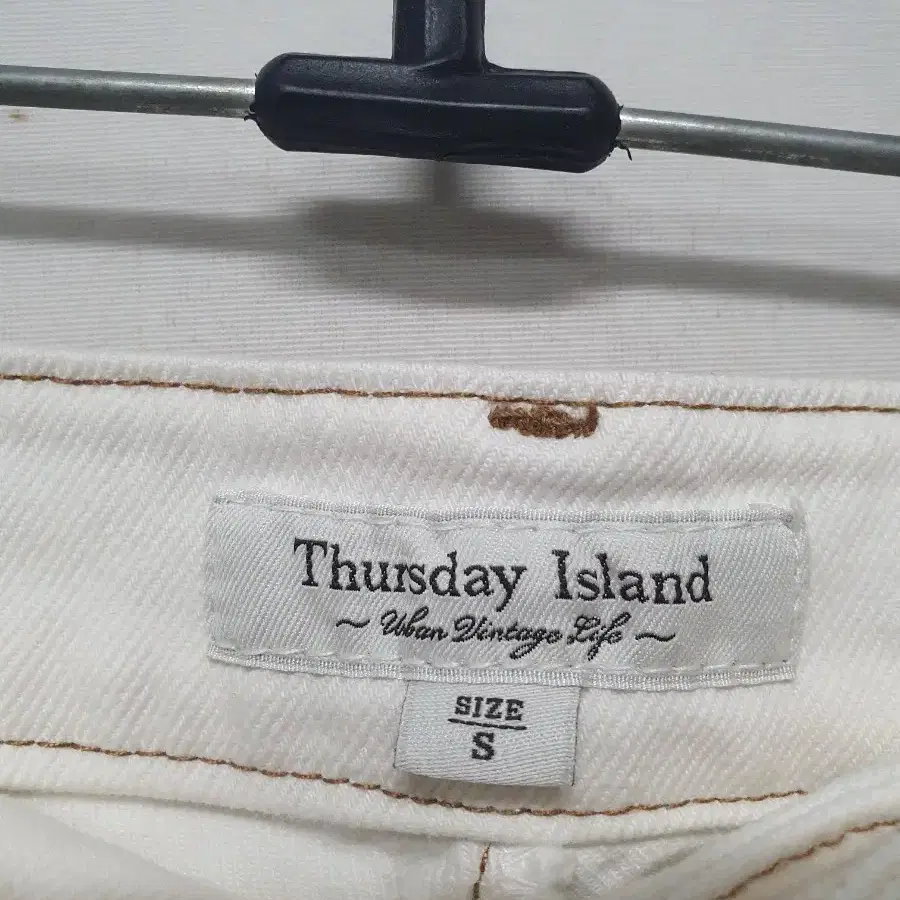 Thursday Island
~ Urban Vintage Life ~
SIZE
S